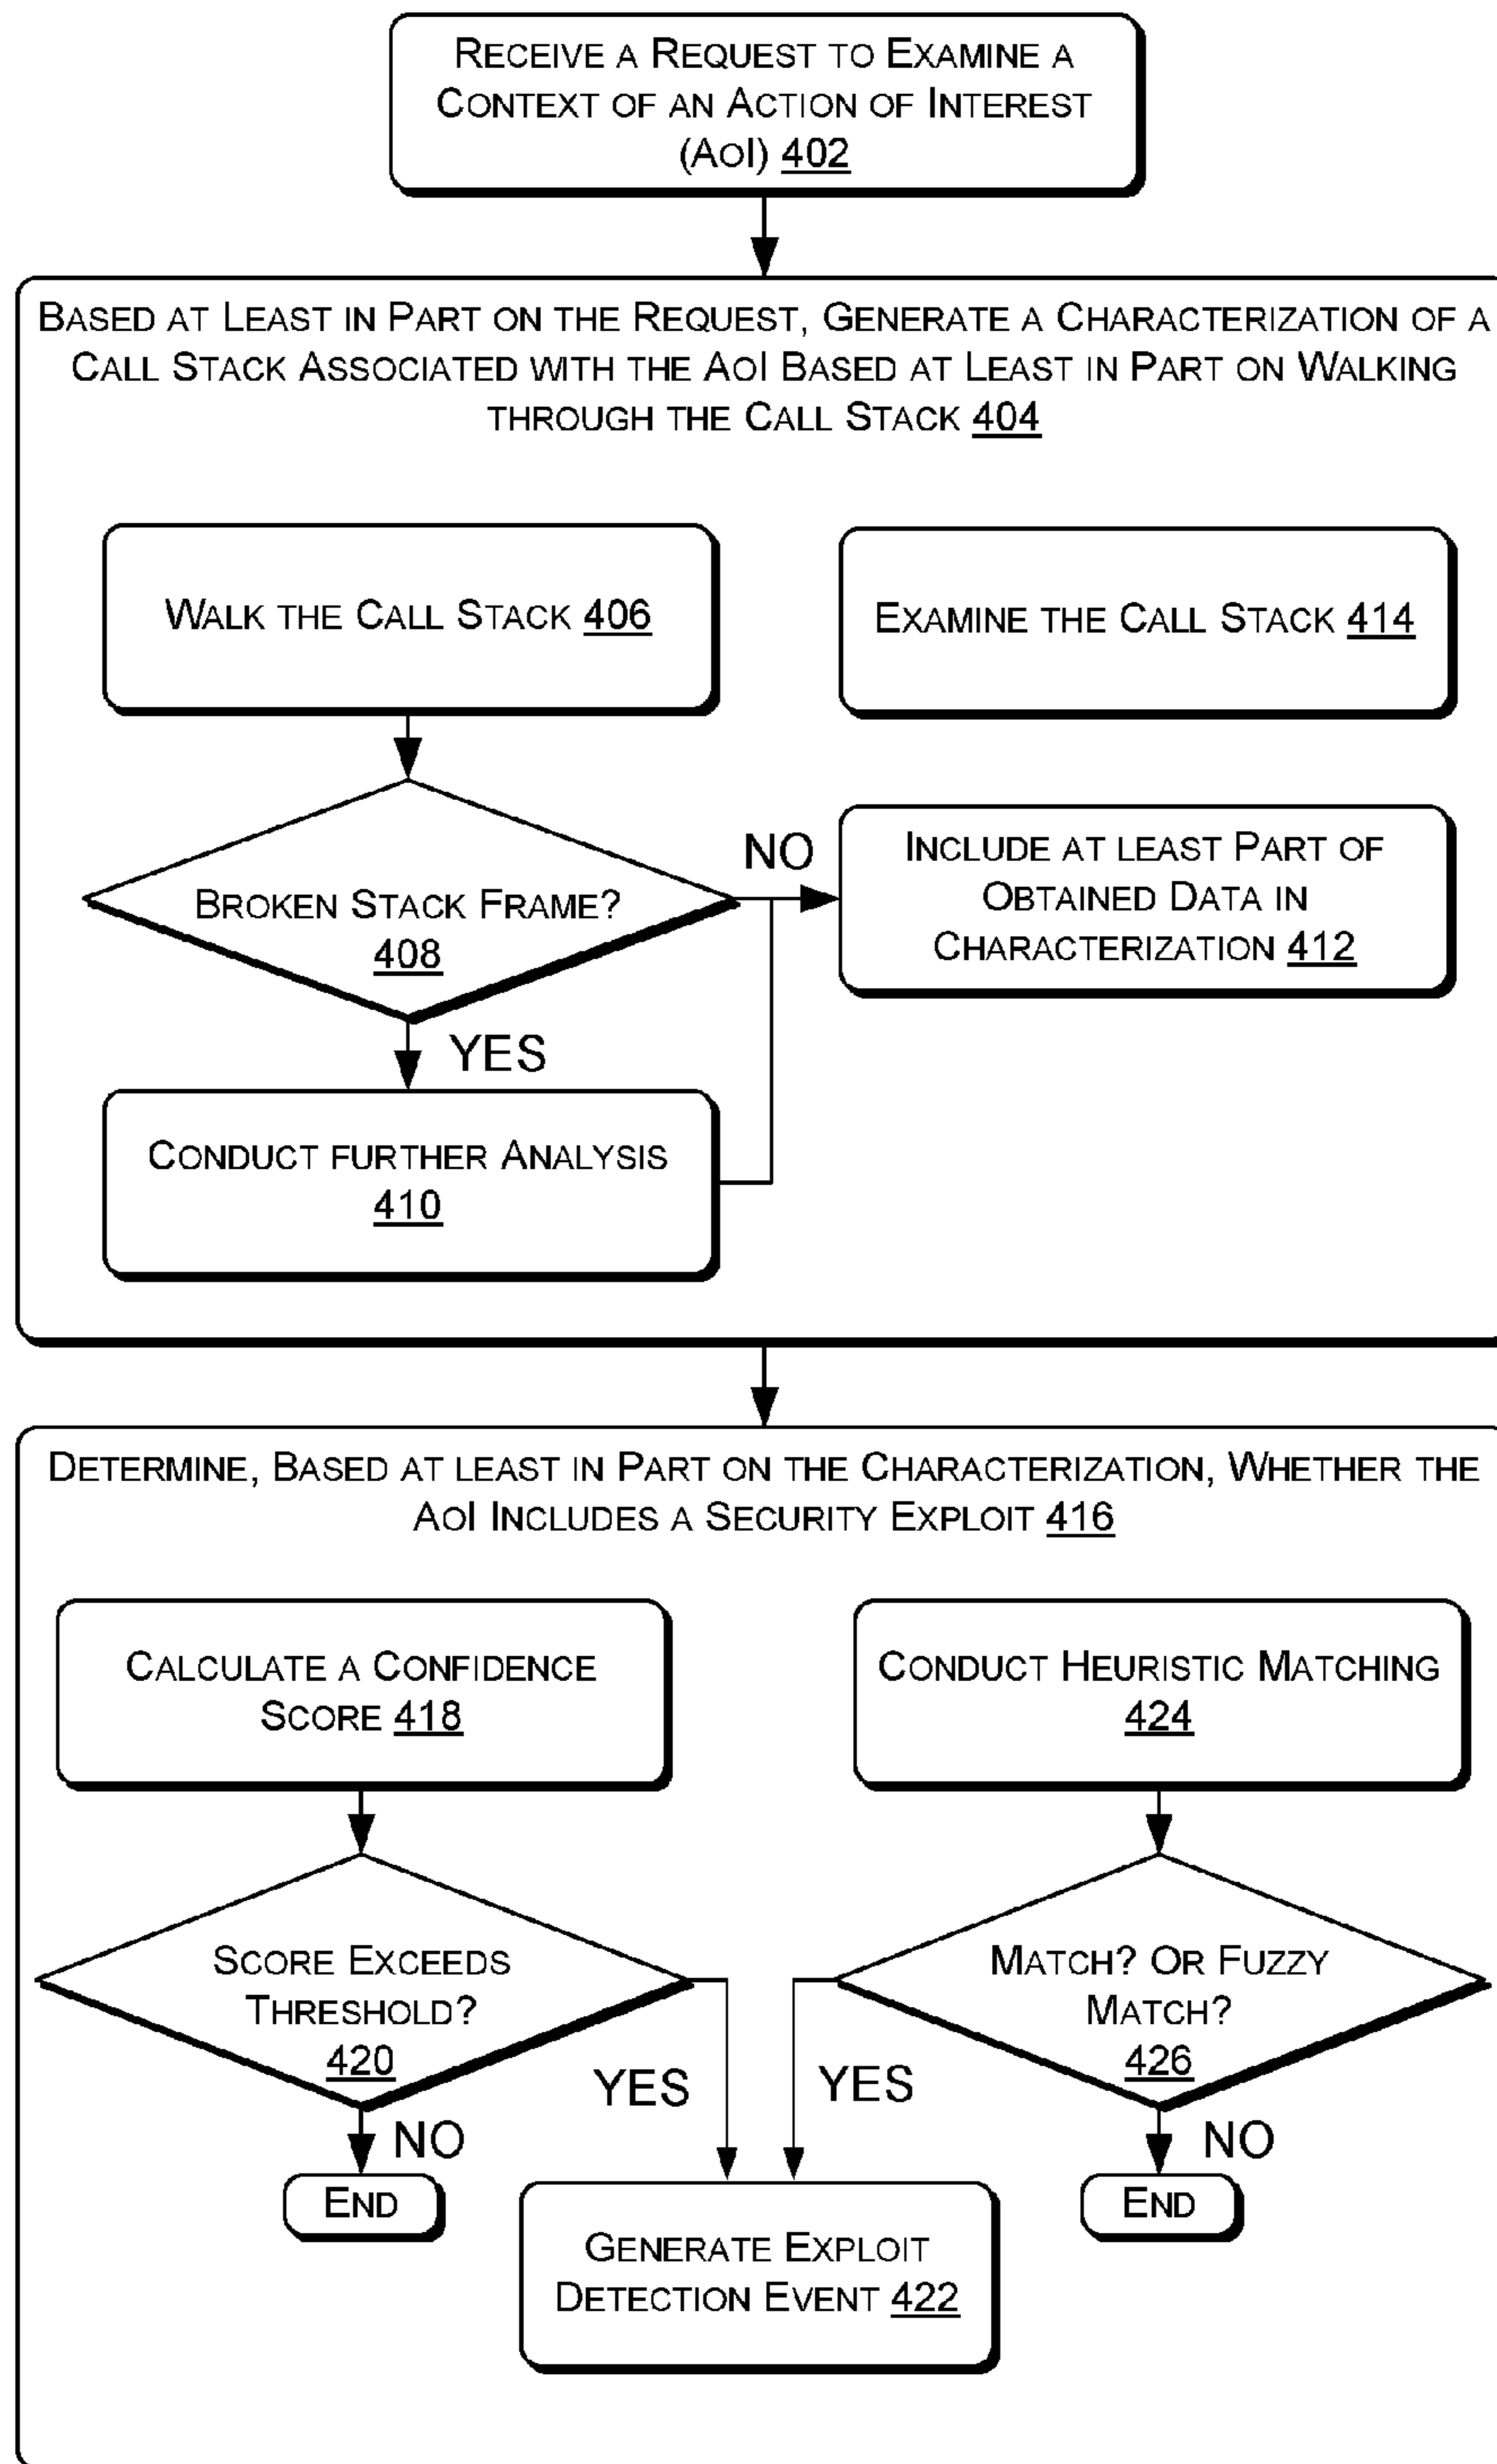 RECEIVE A REQUEST TO EXAMINE A
CONTEXT OF AN ACTION OF INTEREST
(AOI) 402
BASED AT LEAST IN PART ON THE REQUEST, GENERATE A CHARACTERIZATION OF A
CALL STACK ASSOCIATED WITH THE AOI BASED AT LEAST IN PART ON WALKING
THROUGH THE CALL STACK 404
WALK THE CALL STACK 406
EXAMINE THE CALL STACK 414
BROKEN STACK FRAME?
408
NO
INCLUDE AT LEAST PART OF
OBTAINED DATA IN
CHARACTERIZATION 412
YES
CONDUCT FURTHER ANALYSIS
410
DETERMINE, BASED AT LEAST IN PART ON THE CHARACTERIZATION, WHETHER THE
AOI INCLUDES A SECURITY EXPLOIT 416
CALCULATE A CONFIDENCE
SCORE 418
CONDUCT HEURISTIC MATCHING
424
SCORE EXCEEDS
THRESHOLD?
420
MATCH? OR FUZZY
MATCH?
426
YES
YES
NO
NO
END
END
GENERATE EXPLOIT
DETECTION EVENT 422